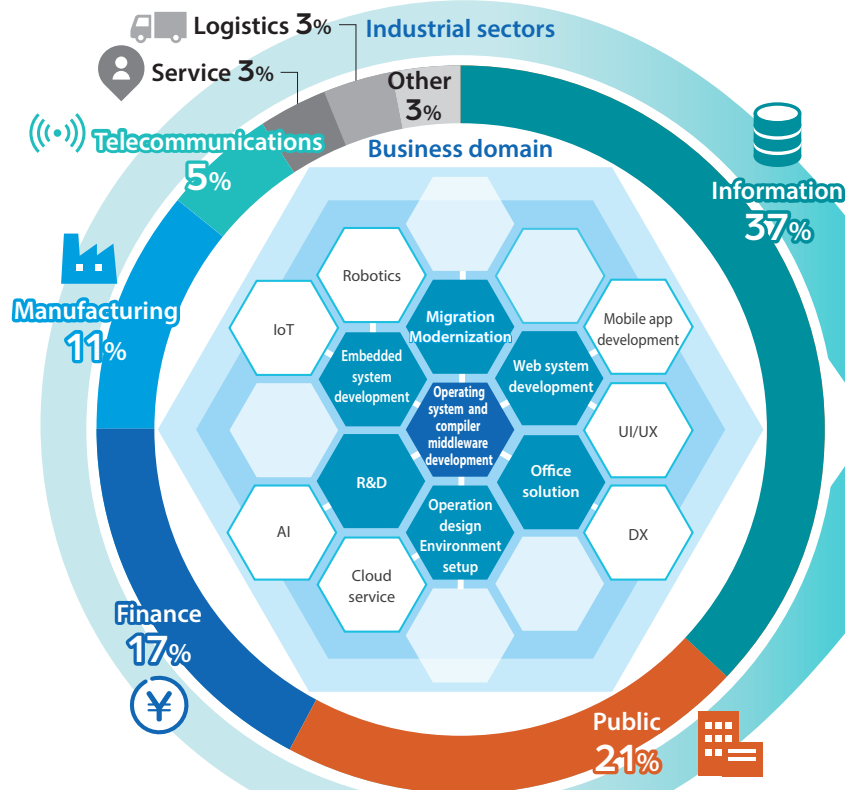 Logistics 3%
Industrial sectors
Service 3%
Other
3%
Telecommunications
5%
Business domain
Information
37%
Manufacturing
11%
Robotics
IoT
Migration
Modernization
Mobile app
development
Embedded
system
development
Web system
development
Operating
system and
compiler
middleware
development
UI/UX
R&D
Office
solution
AI
Operation
design
Environment
setup
DX
Cloud
service
Finance
17%
¥
Public
21%